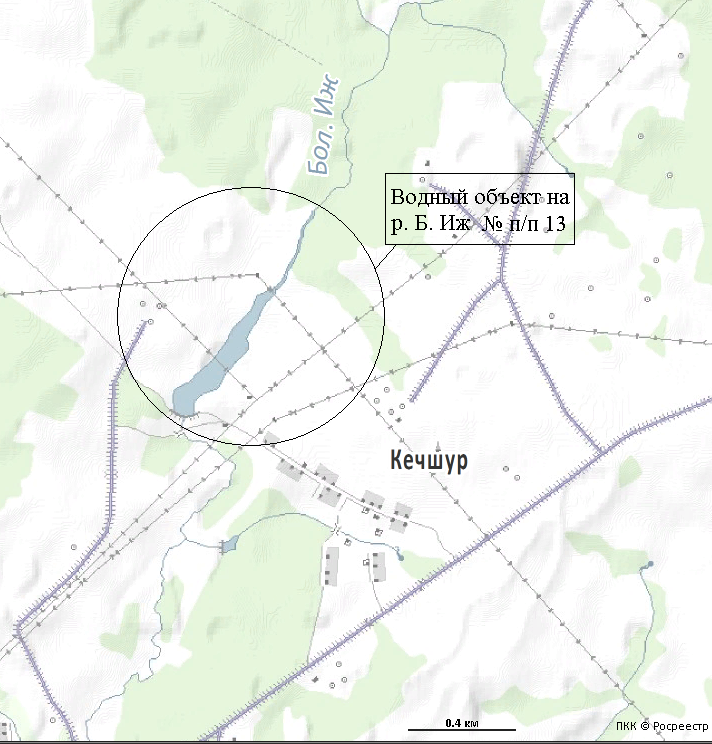 Бол. Иж
Водный объект на
р. Б. Иж № п/п 13
Кечшур
0.4 км
ПКК © Росреестр